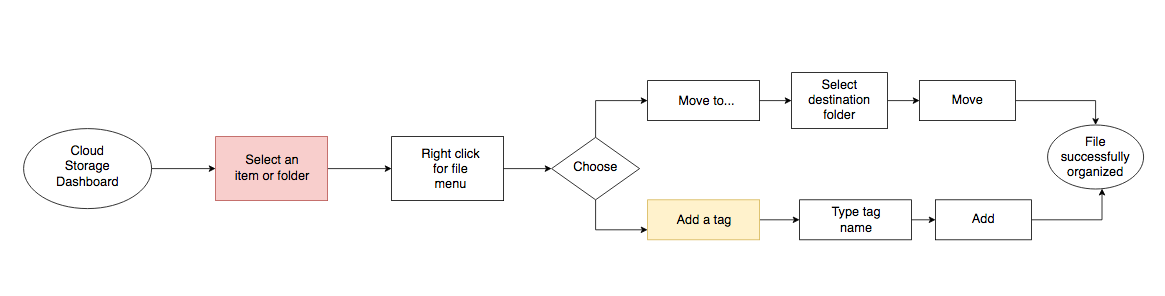 Cloud
Storage
Dashboard
Select an
item or folder
Right click
for file
menu
Choose
Move to...
Select
destination
folder
Move
Add a tag
Type tag
name
Add
File
successfully
organized